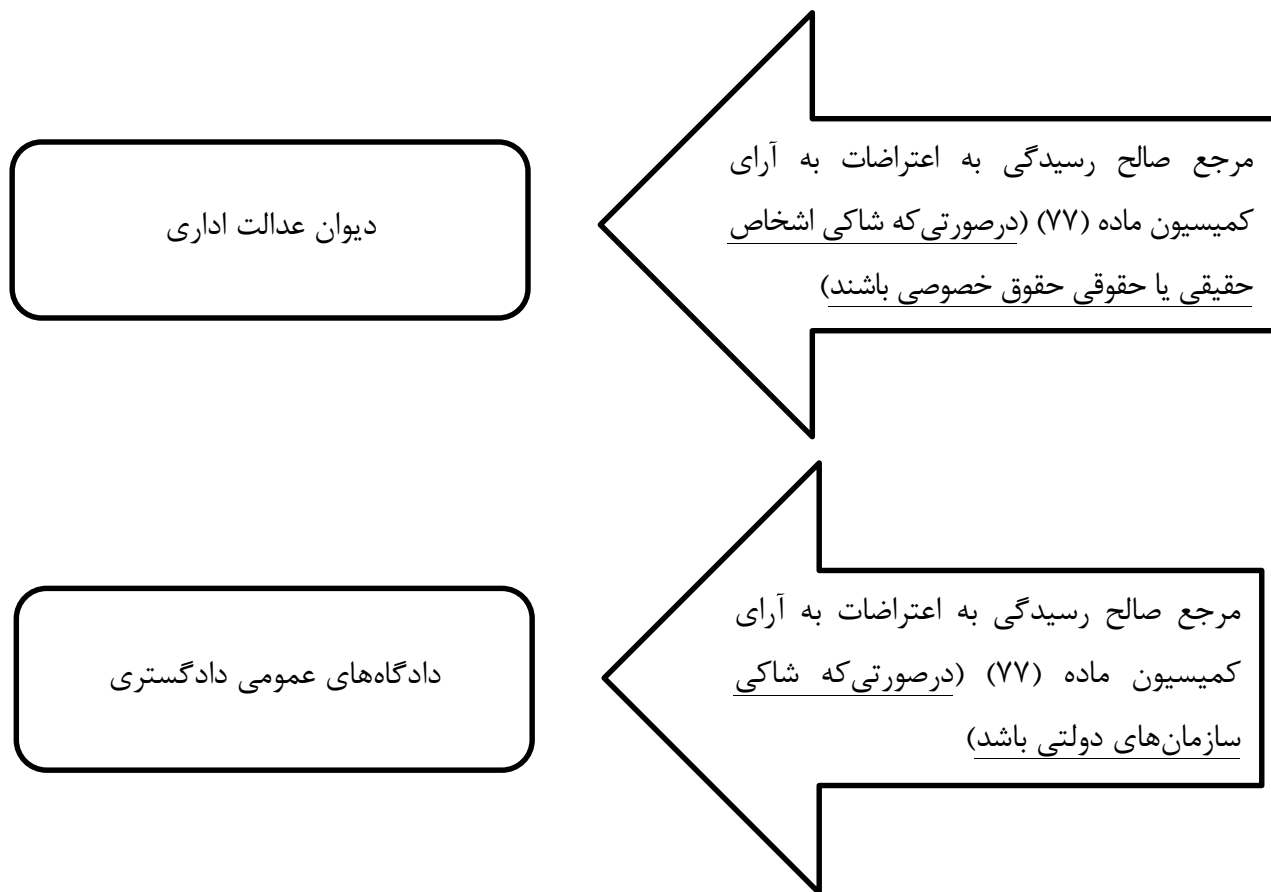 مرجع صالح رسیدگی به اعتراضات به آرای
کمیسیون ماده (۷۷) (درصورتی‌که شاکی اشخاص
حقیقی یا حقوقی حقوق خصوصی باشند)
دیوان عدالت اداری
مرجع صالح رسیدگی به اعتراضات به آرای
کمیسیون ماده (۷۷) (درصورتی‌که شاکی
سازمان‌های دولتی باشد)
دادگاه‌های عمومی دادگستری